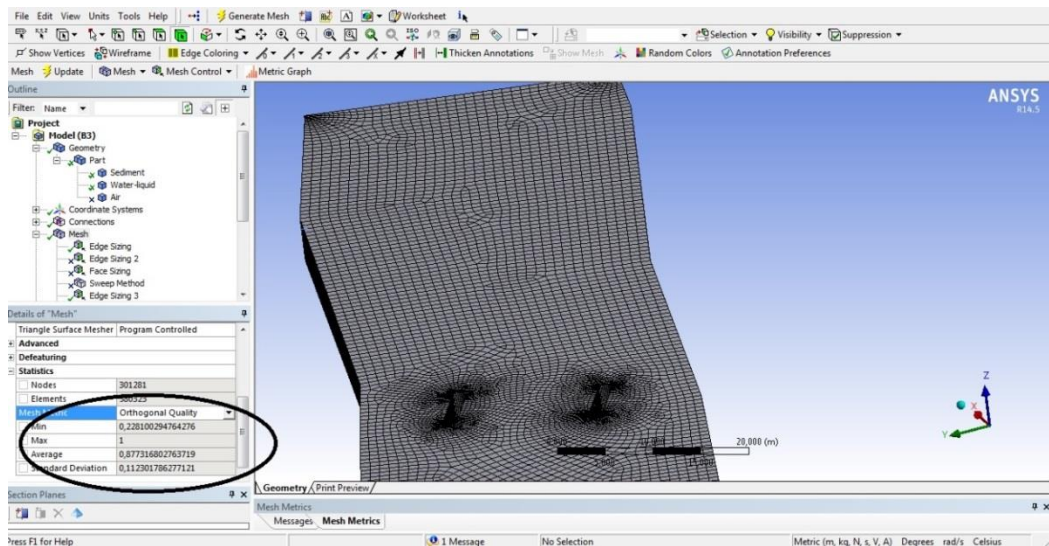 File Edit View Units Tools Help Generate Mesh A Worksheet
Selection Visibility Suppression
Show Vertices Wireframe Edge Coloring Thicken Annotations Show Mesh Random Colors Annotation Preferences
Mesh Update Mesh Mesh Control Metric Graph
Outline
Filter: Name
Project
Model (B3)
Geometry
Part
Sediment
Water-liquid
Air
Coordinate Systems
Connections
Mesh
Edge Sizing
Edge Sizing 2
Face Sizing
Sweep Method
Edge Sizing 3
Details of "Mesh"
Triangle Surface Mesher Program Controlled
Advanced
Defeaturing
Statistics
Nodes 301281
Elements
Mesh Metric Orthogonal Quality
Min 0,228100294764276
Max 1
Average 0,877316802763719
Standard Deviation 0,112301786277121
Section Planes
Press F1 for Help
ANSYS
R14.5
Z
X
Y
20,000 (m)
Geometry Print Preview
Mesh Metrics
Messages Mesh Metrics
1 Message No Selection Metric (m, kg, N, s, V, A) Degrees rad/s Celsius